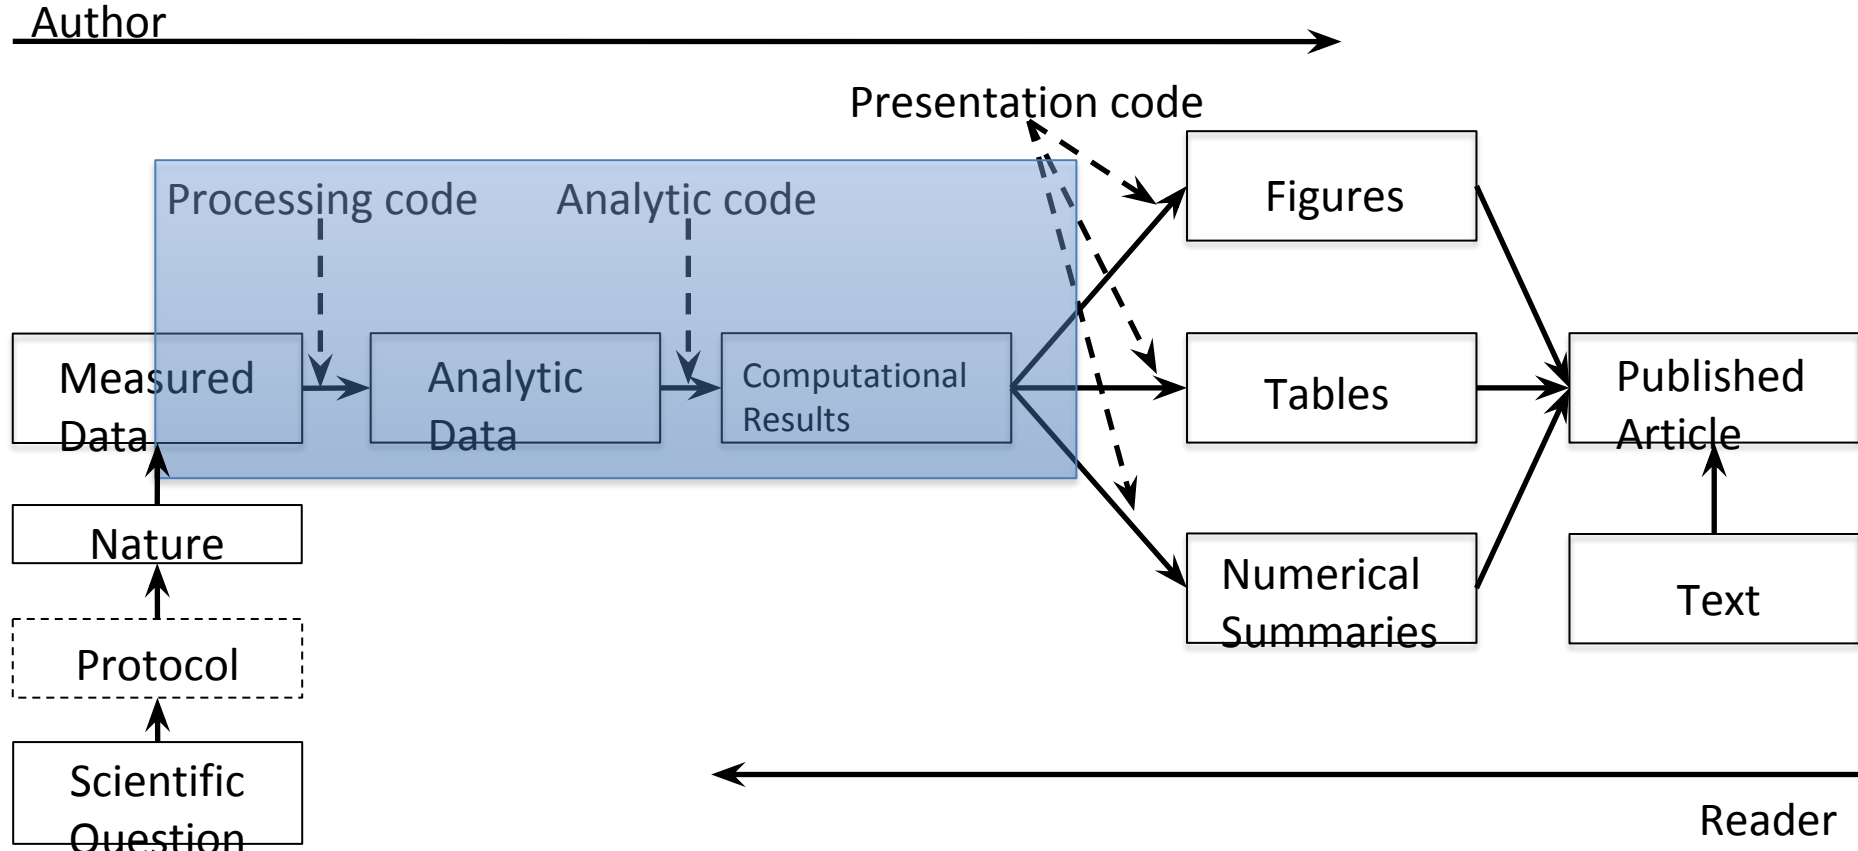 Author
Presentation code
Processing code
Analytic code
Figures
Measured
Data
Analytic
Data
Computational
Results
Tables
Published
Article
Nature
Numerical
Summaries
Text
Protocol
Scientific
Question
Reader